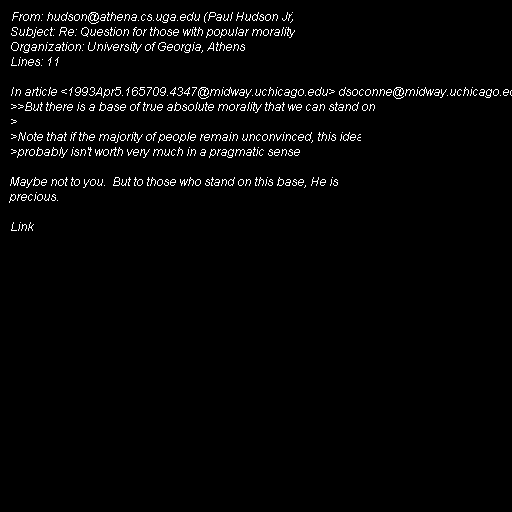 From: hudson@athena.cs.uga.edu (Paul Hudson Jr)
Subject: Re: Question for those with popular morality
Organization: University of Georgia, Athens
Lines: 11

In article <1993Apr5.165709.4347@midway.uchicago.edu> dsoconne@midway.uchicago.ed
>>But there is a base of true absolute morality that we can stand on
>
>Note that if the majority of people remain unconvinced, this idea
>probably isn't worth very much in a pragmatic sense

Maybe not to you.  But to those who stand on this base, He is
precious.

Link